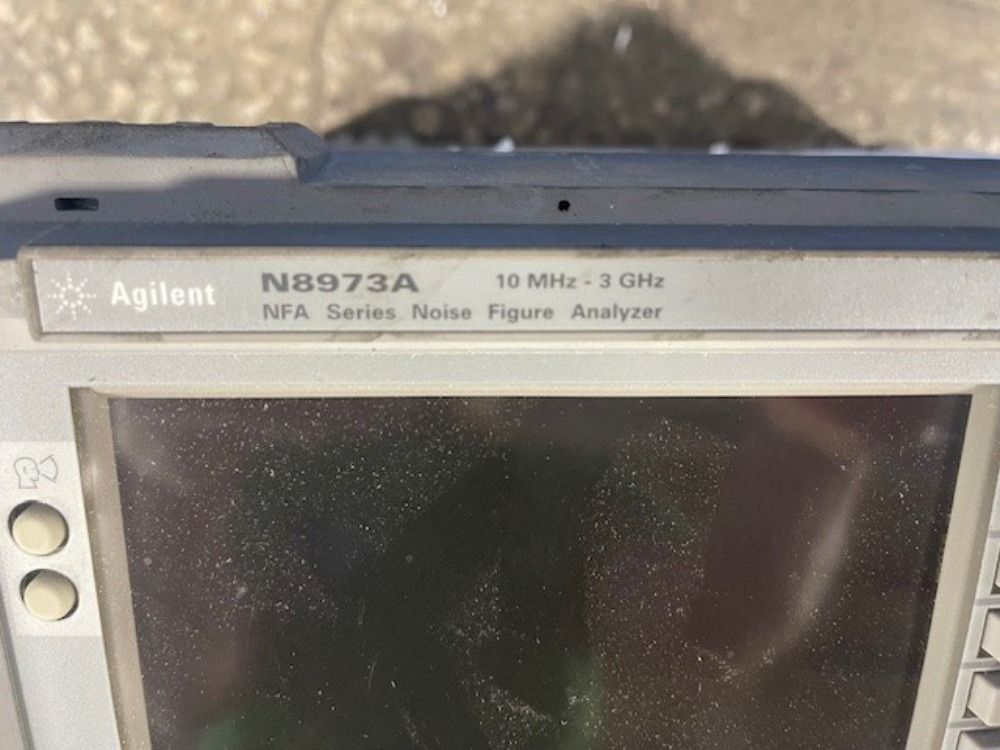 Agilent
N8973A 10 MHz - 3 GHz
NFA Series Noise Figure Analyzer